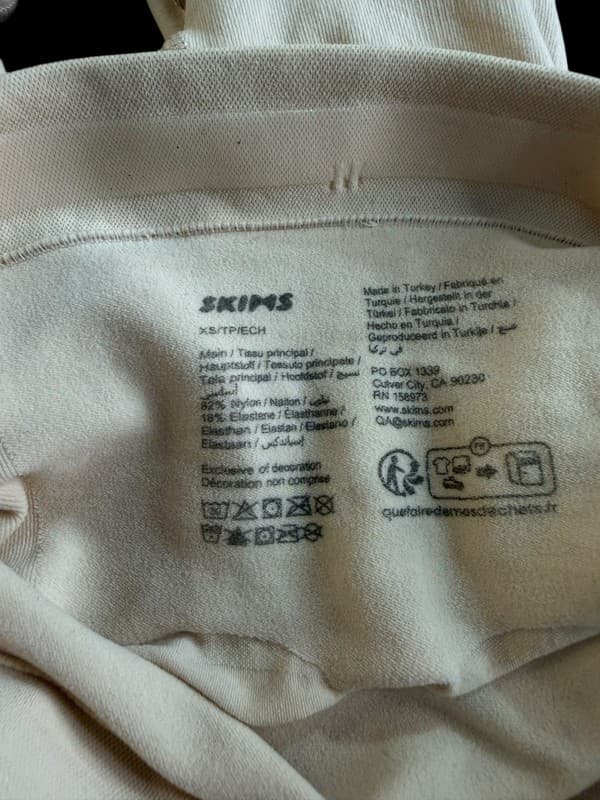 SKIMS
XS/TP/ECH
Main / Tissu principal /
Hauptstoff / Tessuto principale /
Tela principal / Hoofdstof / نسيج
أساسي
82% Nylon / Nailon / نايلون
18% Elastane / Élasthanne /
Elasthan / Elastan / Elastano /
Elastaan / إسباندكس
Exclusive of decoration
Décoration non comprise
Made in Turkey / Fabriqué en
Turquie / Hergestellt in der
Türkei / Fabbricato in Turchia /
Hecho en Turquía /
Geproduceerd in Turkije / صنع
في تركيا
PO BOX 1339
Culver City, CA 90230
RN 158973
www.skims.com
QA@skims.com
FR
quefairedemesdechets.fr